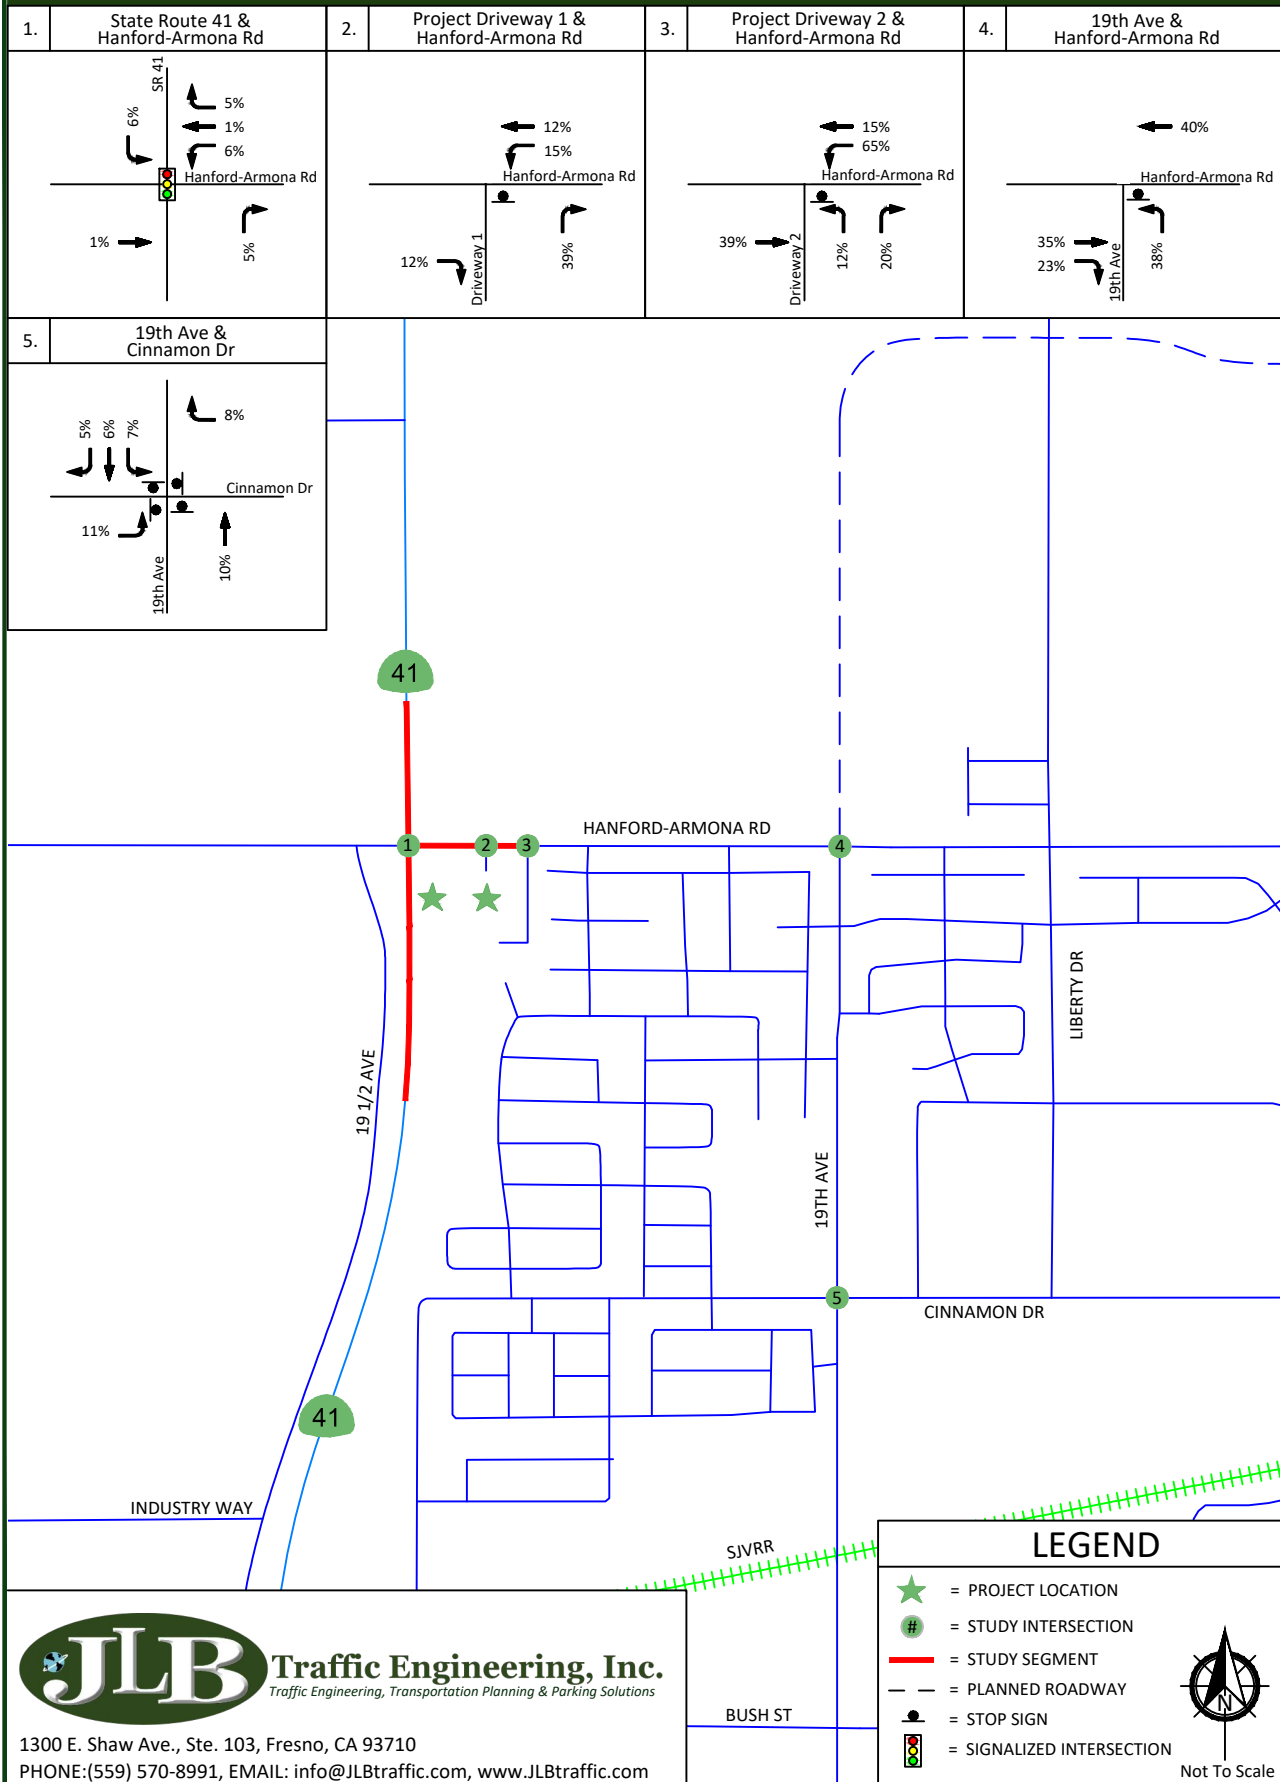 1.
State Route 41 &
Hanford-Armona Rd
SR 41
6%
5%
1%
6%
Hanford-Armona Rd
1%
5%
2.
Project Driveway 1 &
Hanford-Armona Rd
12%
15%
Hanford-Armona Rd
12%
Driveway 1
39%
3.
Project Driveway 2 &
Hanford-Armona Rd
15%
65%
Hanford-Armona Rd
39%
Driveway 2
12%
20%
4.
19th Ave &
Hanford-Armona Rd
40%
Hanford-Armona Rd
35%
23%
19th Ave
38%
5.
19th Ave &
Cinnamon Dr
5%
6%
7%
8%
Cinnamon Dr
11%
19th Ave
10%
41
HANFORD-ARMONA RD
1
2
3
4
LIBERTY DR
19 1/2 AVE
19TH AVE
5
CINNAMON DR
41
INDUSTRY WAY
SJVRR
BUSH ST
LEGEND
= PROJECT LOCATION
# = STUDY INTERSECTION
= STUDY SEGMENT
= PLANNED ROADWAY
= STOP SIGN
= SIGNALIZED INTERSECTION
N
Not To Scale
JLB Traffic Engineering, Inc.
Traffic Engineering, Transportation Planning & Parking Solutions
1300 E. Shaw Ave., Ste. 103, Fresno, CA 93710
PHONE:(559) 570-8991, EMAIL: info@JLBtraffic.com, www.JLBtraffic.com